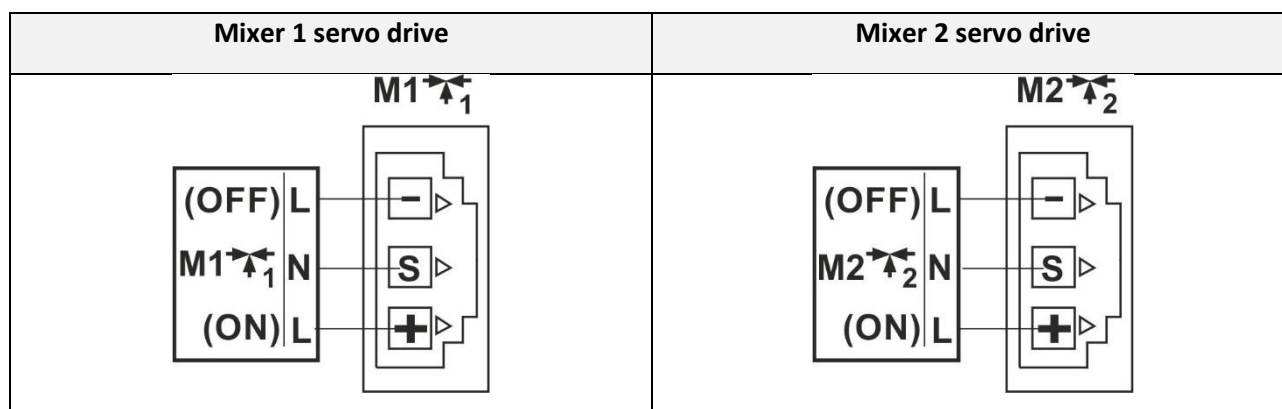 Mixer 1 servo drive
M1 1
(OFF) L -
M1 1 N S
(ON) L +
Mixer 2 servo drive
M2 2
(OFF) L -
M2 2 N S
(ON) L +